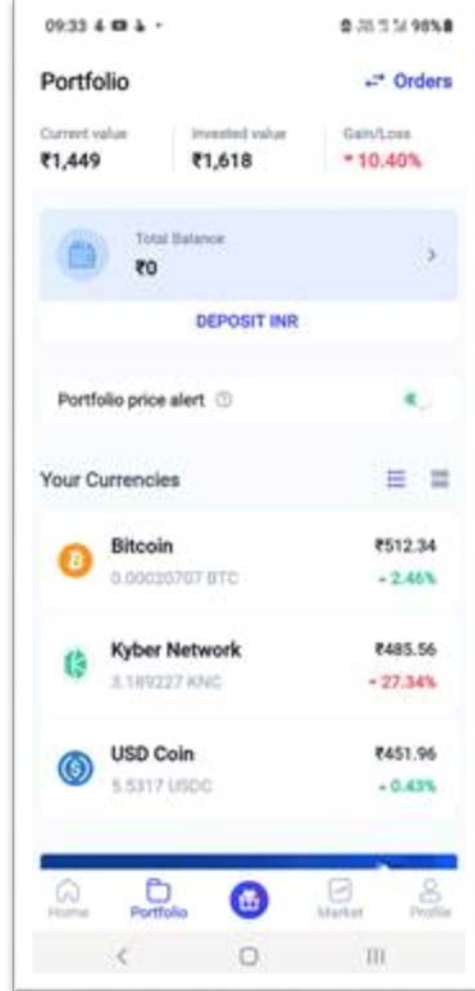 09:33
98%
Portfolio
Orders
Current value
Invested value
Gain/Loss
₹1,449
₹1,618
10.40%
Total Balance
₹0
DEPOSIT INR
Portfolio price alert
Your Currencies
Bitcoin
₹512.34
0.00020707 BTC
2.46%
Kyber Network
₹485.56
3.189227 KNC
27.34%
USD Coin
₹451.96
5.5317 USDC
0.43%
Home
Portfolio
Market
Profile